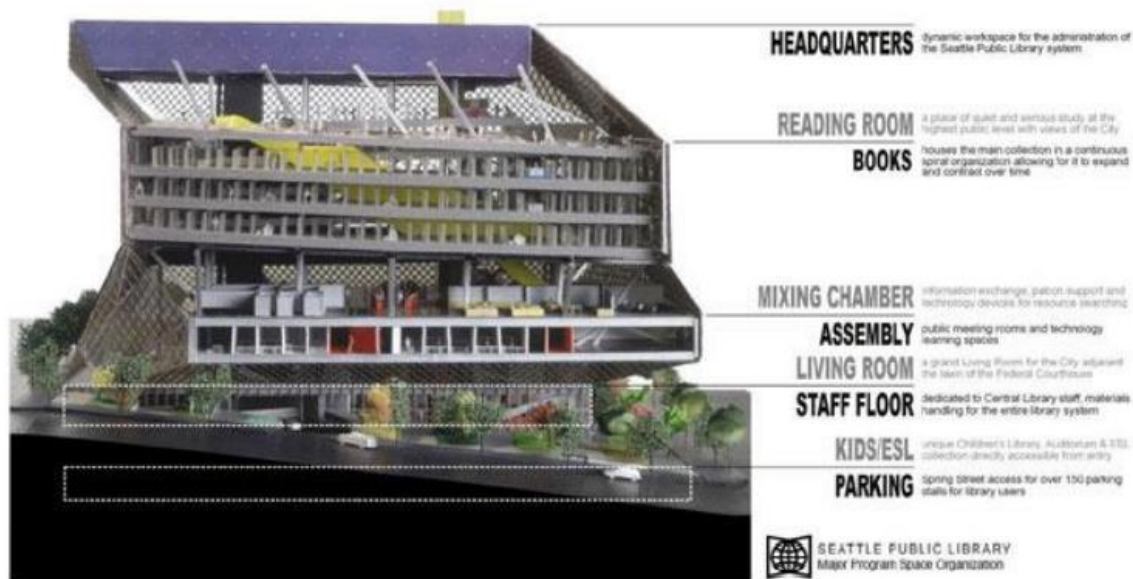 HEADQUARTERS
dynamic workspace for the administration of
the Seattle Public Library system
READING ROOM
a place of quiet and serious study at the
highest public level with views of the City
BOOKS
houses the main collection in a continuous
spiral organization allowing for it to expand
and contract over time
MIXING CHAMBER
information exchange, patron support and
technology devices for resource searching
ASSEMBLY
public meeting rooms and technology
learning spaces
LIVING ROOM
a grand Living Room for the City adjacent
the lawn of the Federal Courthouse
STAFF FLOOR
dedicated to Central Library staff, materials
handling for the entire library system
KIDS/ESL
unique Children's Library, Auditorium & ESL
collection directly accessible from entry
PARKING
Spring Street access for over 150 parking
stalls for library users
SEATTLE PUBLIC LIBRARY
Major Program Space Organization